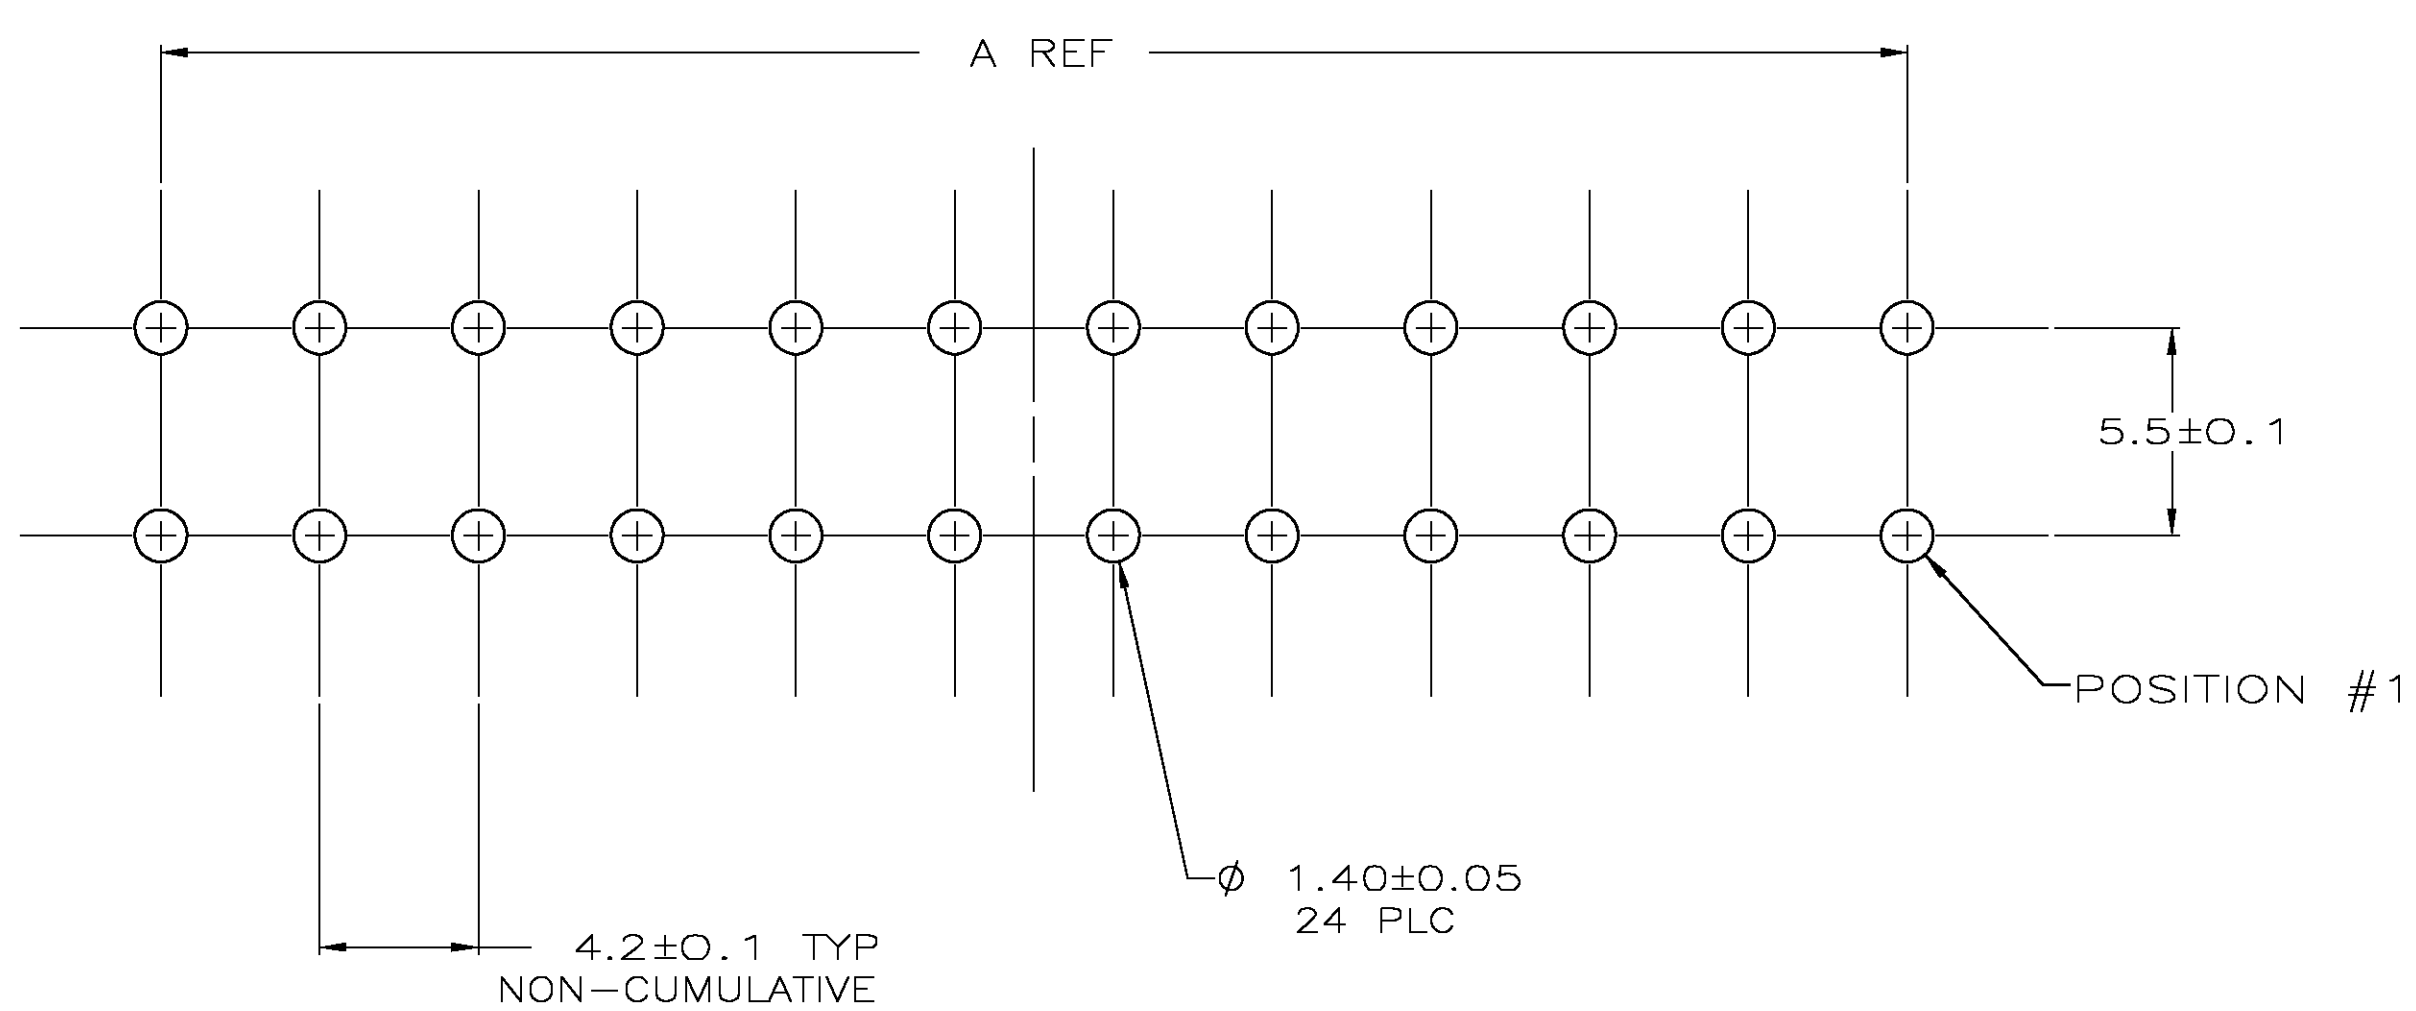 A REF
5.5±0.1
POSITION #1
ϕ 1.40±0.05
24 PLC
4.2±0.1 TYP
NON-CUMULATIVE